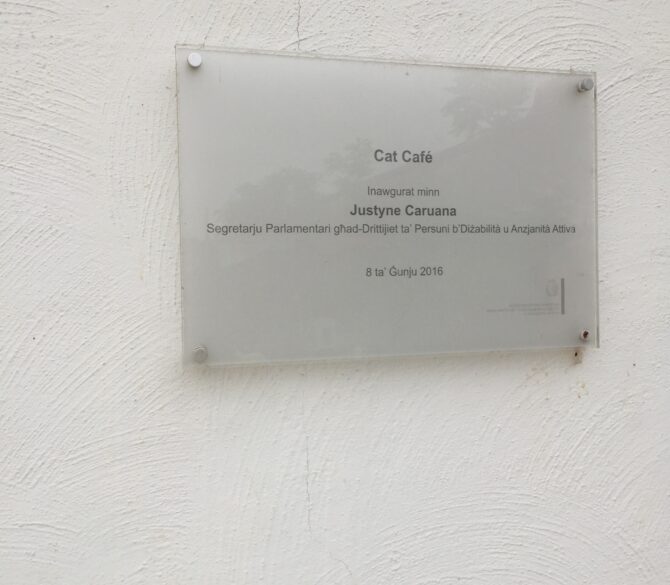 Cat Café
Inawgurat minn
Justyne Caruana
Segretarju Parlamentari għad-Drittijiet ta' Persuni b'Diżabilità u Anzjanità Attiva
8 ta' Ġunju 2016